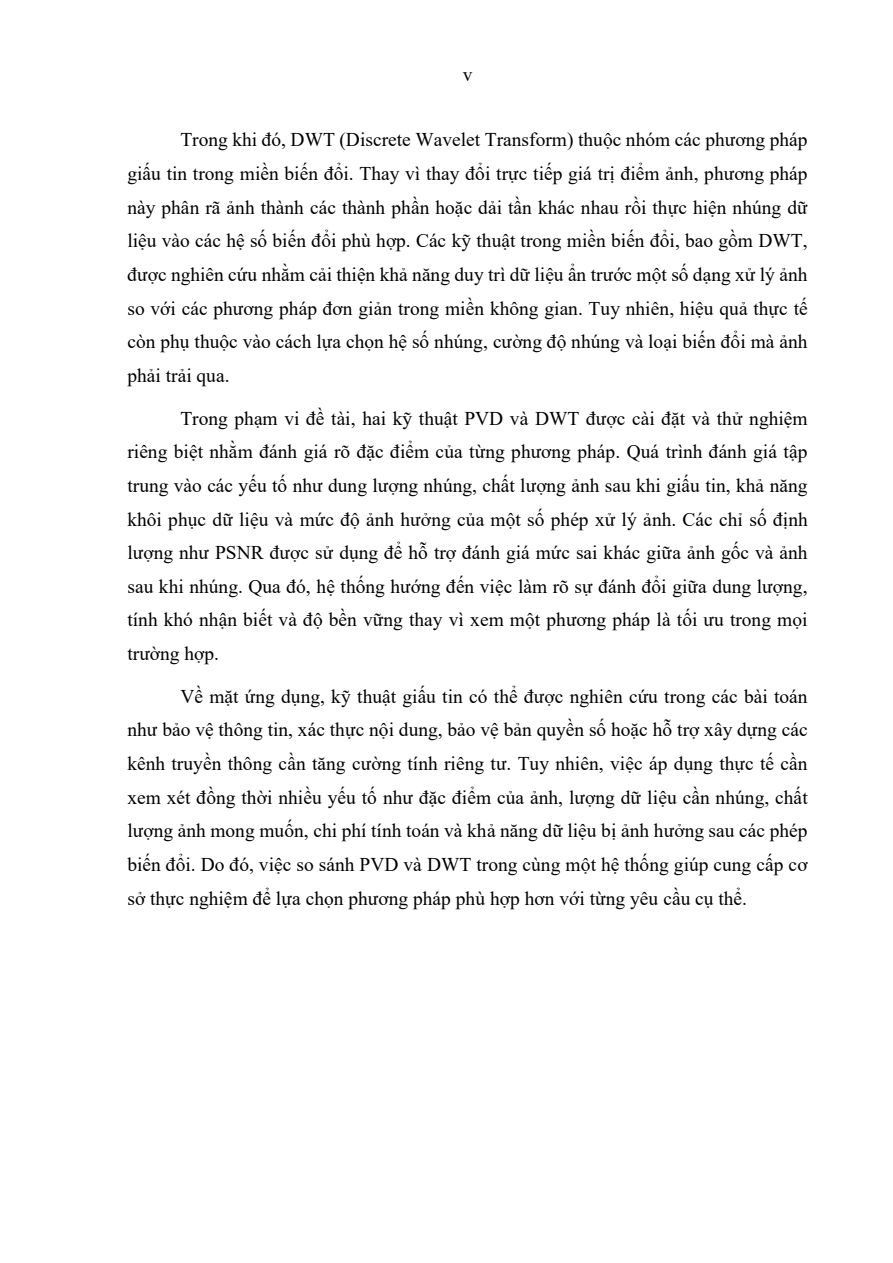 v
Trong khi đó, DWT (Discrete Wavelet Transform) thuộc nhóm các phương pháp
giấu tin trong miền biến đổi. Thay vì thay đổi trực tiếp giá trị điểm ảnh, phương pháp
này phân rã ảnh thành các thành phần hoặc dải tần khác nhau rồi thực hiện nhúng dữ
liệu vào các hệ số biến đổi phù hợp. Các kỹ thuật trong miền biến đổi, bao gồm DWT,
được nghiên cứu nhằm cải thiện khả năng duy trì dữ liệu ẩn trước một số dạng xử lý ảnh
so với các phương pháp đơn giản trong miền không gian. Tuy nhiên, hiệu quả thực tế
còn phụ thuộc vào cách lựa chọn hệ số nhúng, cường độ nhúng và loại biến đổi mà ảnh
phải trải qua.
Trong phạm vi đề tài, hai kỹ thuật PVD và DWT được cài đặt và thử nghiệm
riêng biệt nhằm đánh giá rõ đặc điểm của từng phương pháp. Quá trình đánh giá tập
trung vào các yếu tố như dung lượng nhúng, chất lượng ảnh sau khi giấu tin, khả năng
khôi phục dữ liệu và mức độ ảnh hưởng của một số phép xử lý ảnh. Các chỉ số định
lượng như PSNR được sử dụng để hỗ trợ đánh giá mức sai khác giữa ảnh gốc và ảnh
sau khi nhúng. Qua đó, hệ thống hướng đến việc làm rõ sự đánh đổi giữa dung lượng,
tính khó nhận biết và độ bền vững thay vì xem một phương pháp là tối ưu trong mọi
trường hợp.
Về mặt ứng dụng, kỹ thuật giấu tin có thể được nghiên cứu trong các bài toán
như bảo vệ thông tin, xác thực nội dung, bảo vệ bản quyền số hoặc hỗ trợ xây dựng các
kênh truyền thông cần tăng cường tính riêng tư. Tuy nhiên, việc áp dụng thực tế cần
xem xét đồng thời nhiều yếu tố như đặc điểm của ảnh, lượng dữ liệu cần nhúng, chất
lượng ảnh mong muốn, chi phí tính toán và khả năng dữ liệu bị ảnh hưởng sau các phép
biến đổi. Do đó, việc so sánh PVD và DWT trong cùng một hệ thống giúp cung cấp cơ
sở thực nghiệm để lựa chọn phương pháp phù hợp hơn với từng yêu cầu cụ thể.